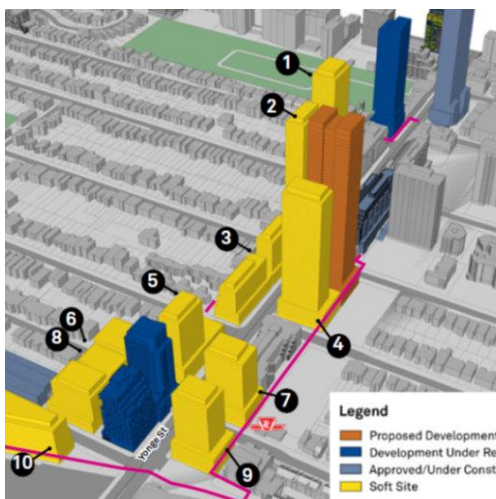 1
2
3
4
5
6
8
7
9
10
Yonge St
Legend
Proposed Development
Development Under Re
Approved/Under Const
Soft Site